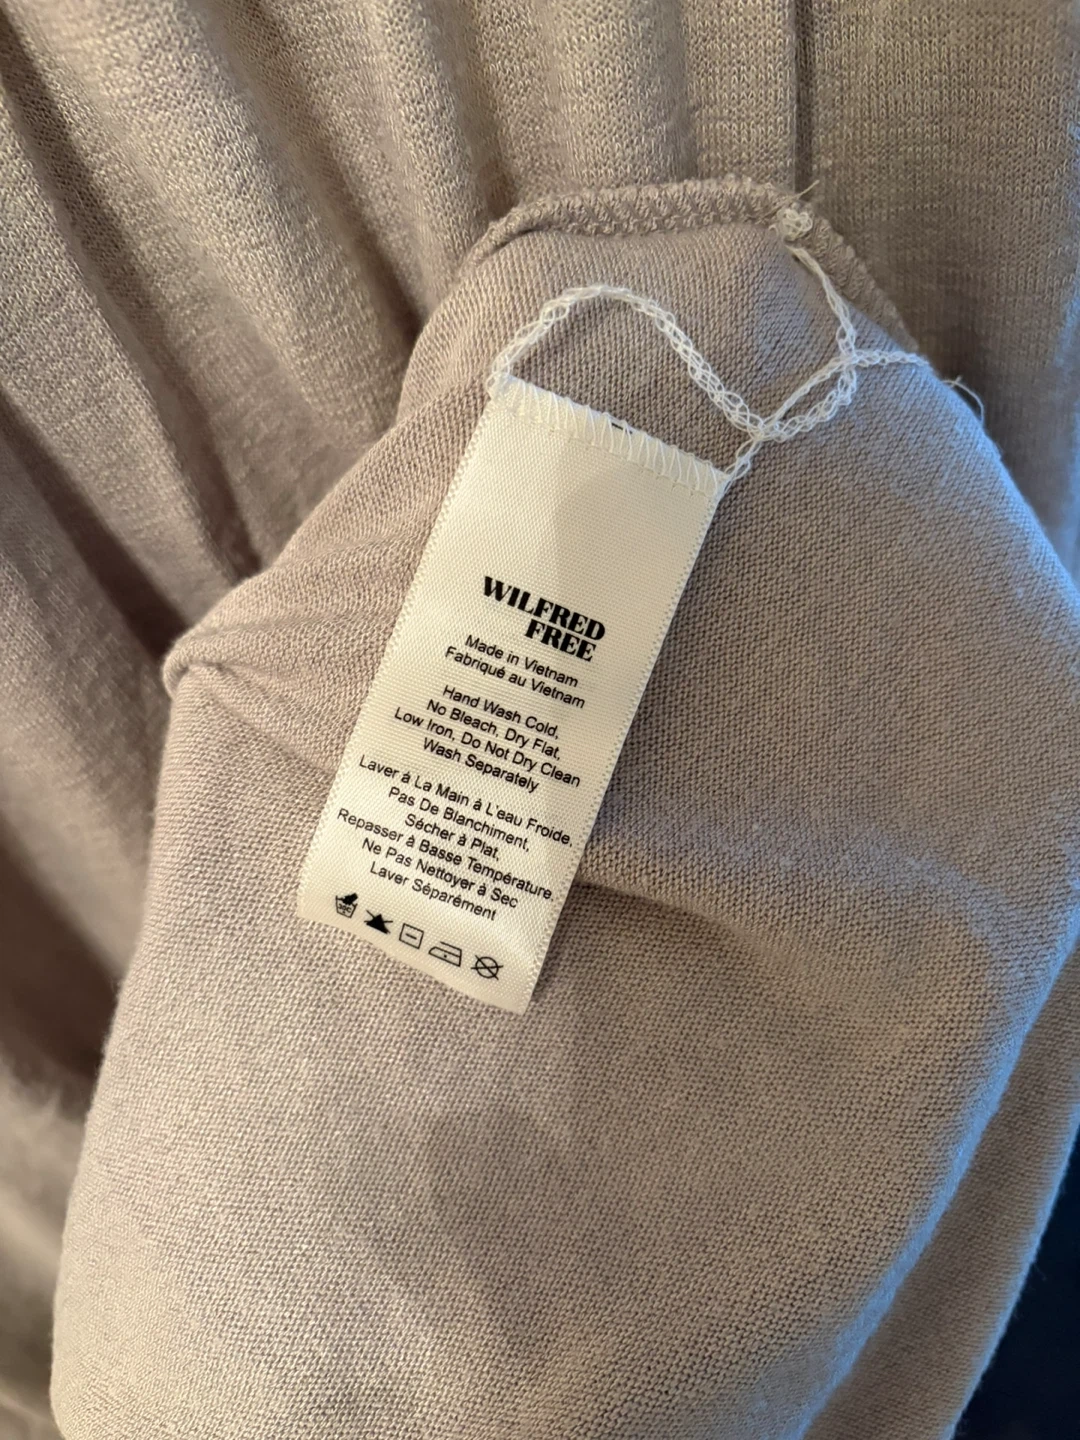 WILFRED
FREE
Made in Vietnam
Fabriqué au Vietnam
Hand Wash Cold,
No Bleach, Dry Flat,
Low Iron, Do Not Dry Clean
Wash Separately
Laver à La Main à L'eau Froide,
Pas De Blanchiment,
Sécher à Plat,
Repasser à Basse Température,
Ne Pas Nettoyer à Sec
Laver Séparément